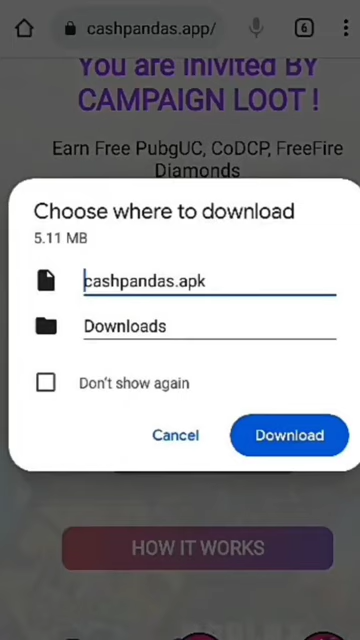 cashpandas.app/
6
You are Invited BY
CAMPAIGN LOOT !
Earn Free PubgUC, CoDCP, FreeFire
Diamonds
Choose where to download
5.11 MB
cashpandas.apk
Downloads
Don't show again
Cancel
Download
HOW IT WORKS